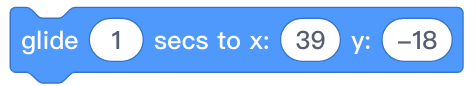 glide 1 secs to x: 39 y: –18